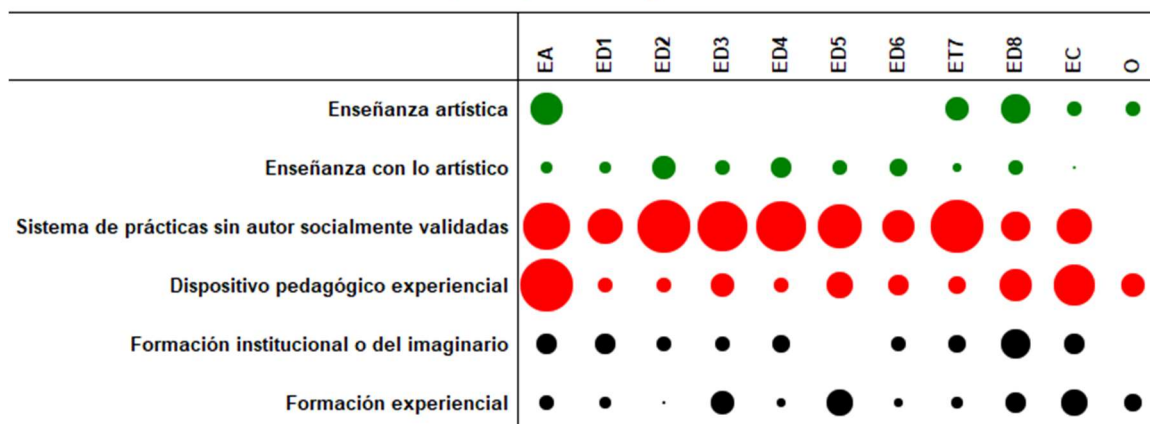 EA ED1 ED2 ED3 ED4 ED5 ED6 ET7 ED8 EC O
Enseñanza artística
Enseñanza con lo artístico
Sistema de prácticas sin autor socialmente validadas
Dispositivo pedagógico experiencial
Formación institucional o del imaginario
Formación experiencial